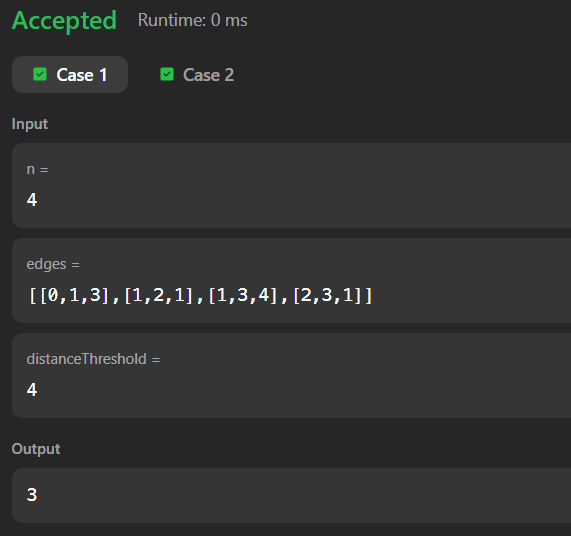 Accepted Runtime: 0 ms
Case 1 Case 2
Input
n =
4
edges =
[[0,1,3],[1,2,1],[1,3,4],[2,3,1]]
distanceThreshold =
4
Output
3